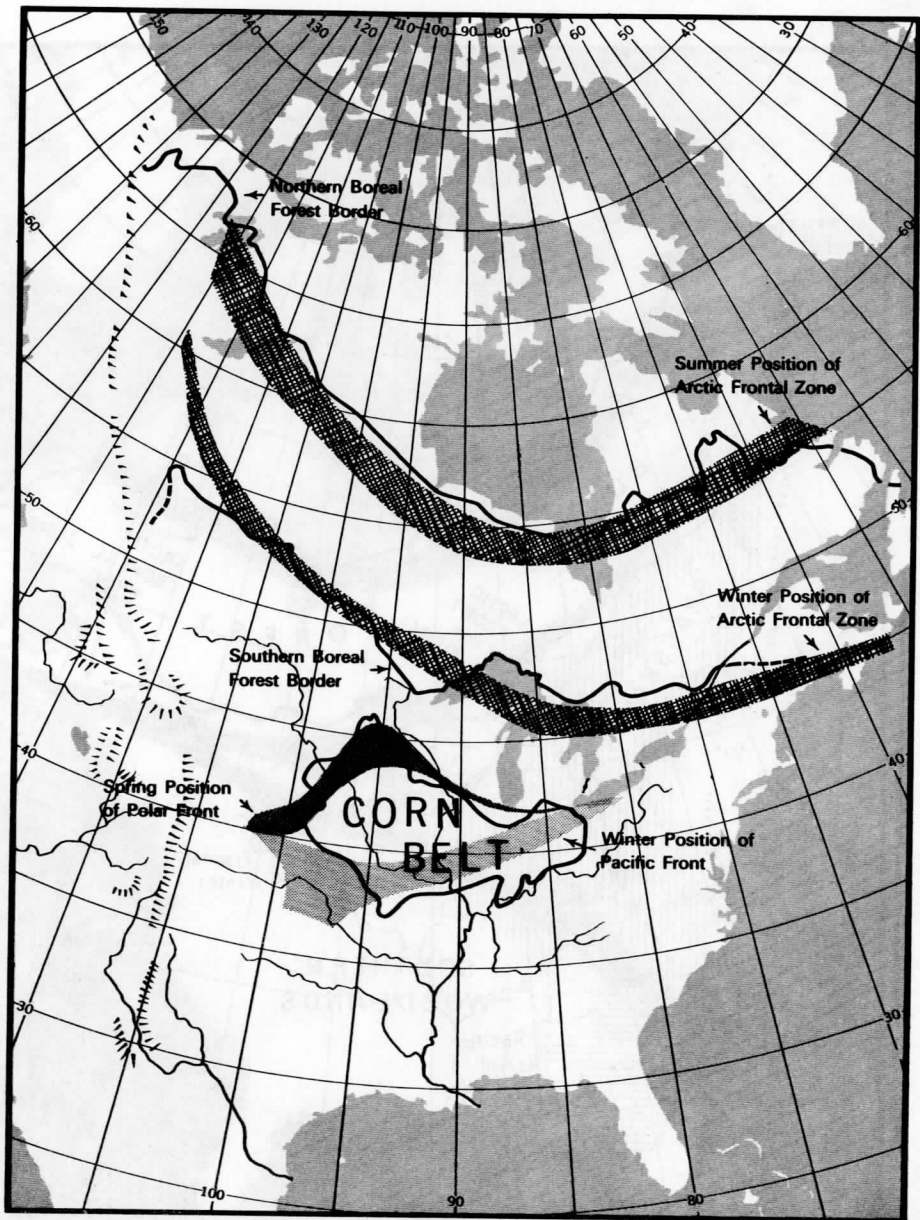 150
140
130
120
110
100
90
80
70
60
50
40
30
Northern Boreal
Forest Border
60
Summer Position of
Arctic Frontal Zone
50
50
Winter Position of
Arctic Frontal Zone
Southern Boreal
Forest Border
40
40
Spring Position
of Polar Front
CORN
BELT
Winter Position of
Pacific Front
30
30
100
90
80